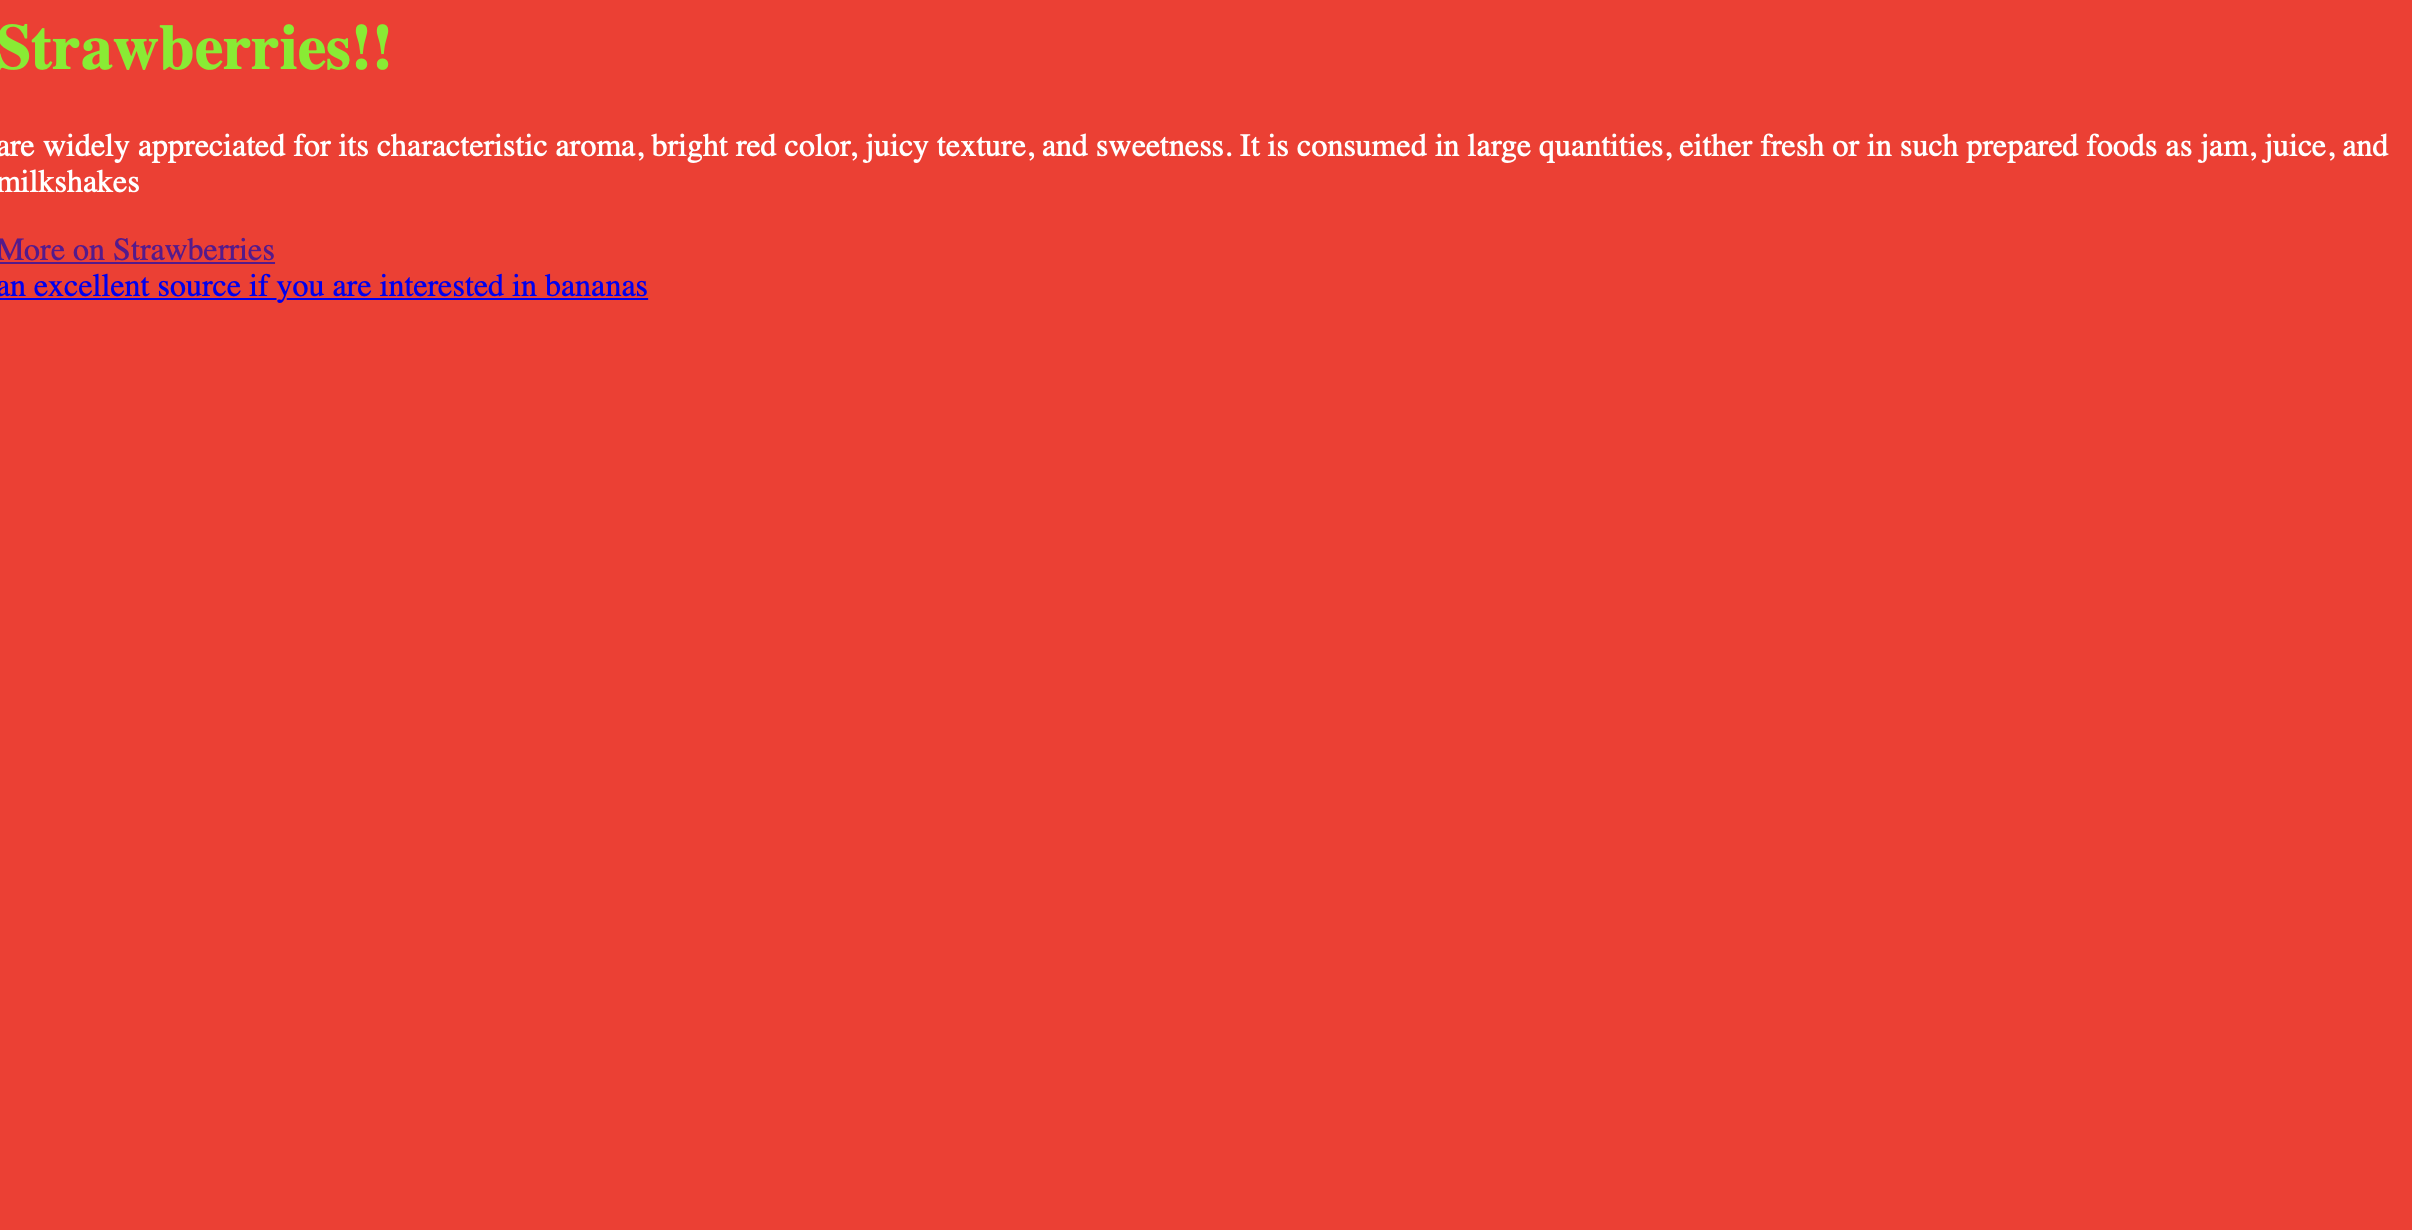 Strawberries!!
are widely appreciated for its characteristic aroma, bright red color, juicy texture, and sweetness. It is consumed in large quantities, either fresh or in such prepared foods as jam, juice, and
milkshakes
More on Strawberries
an excellent source if you are interested in bananas